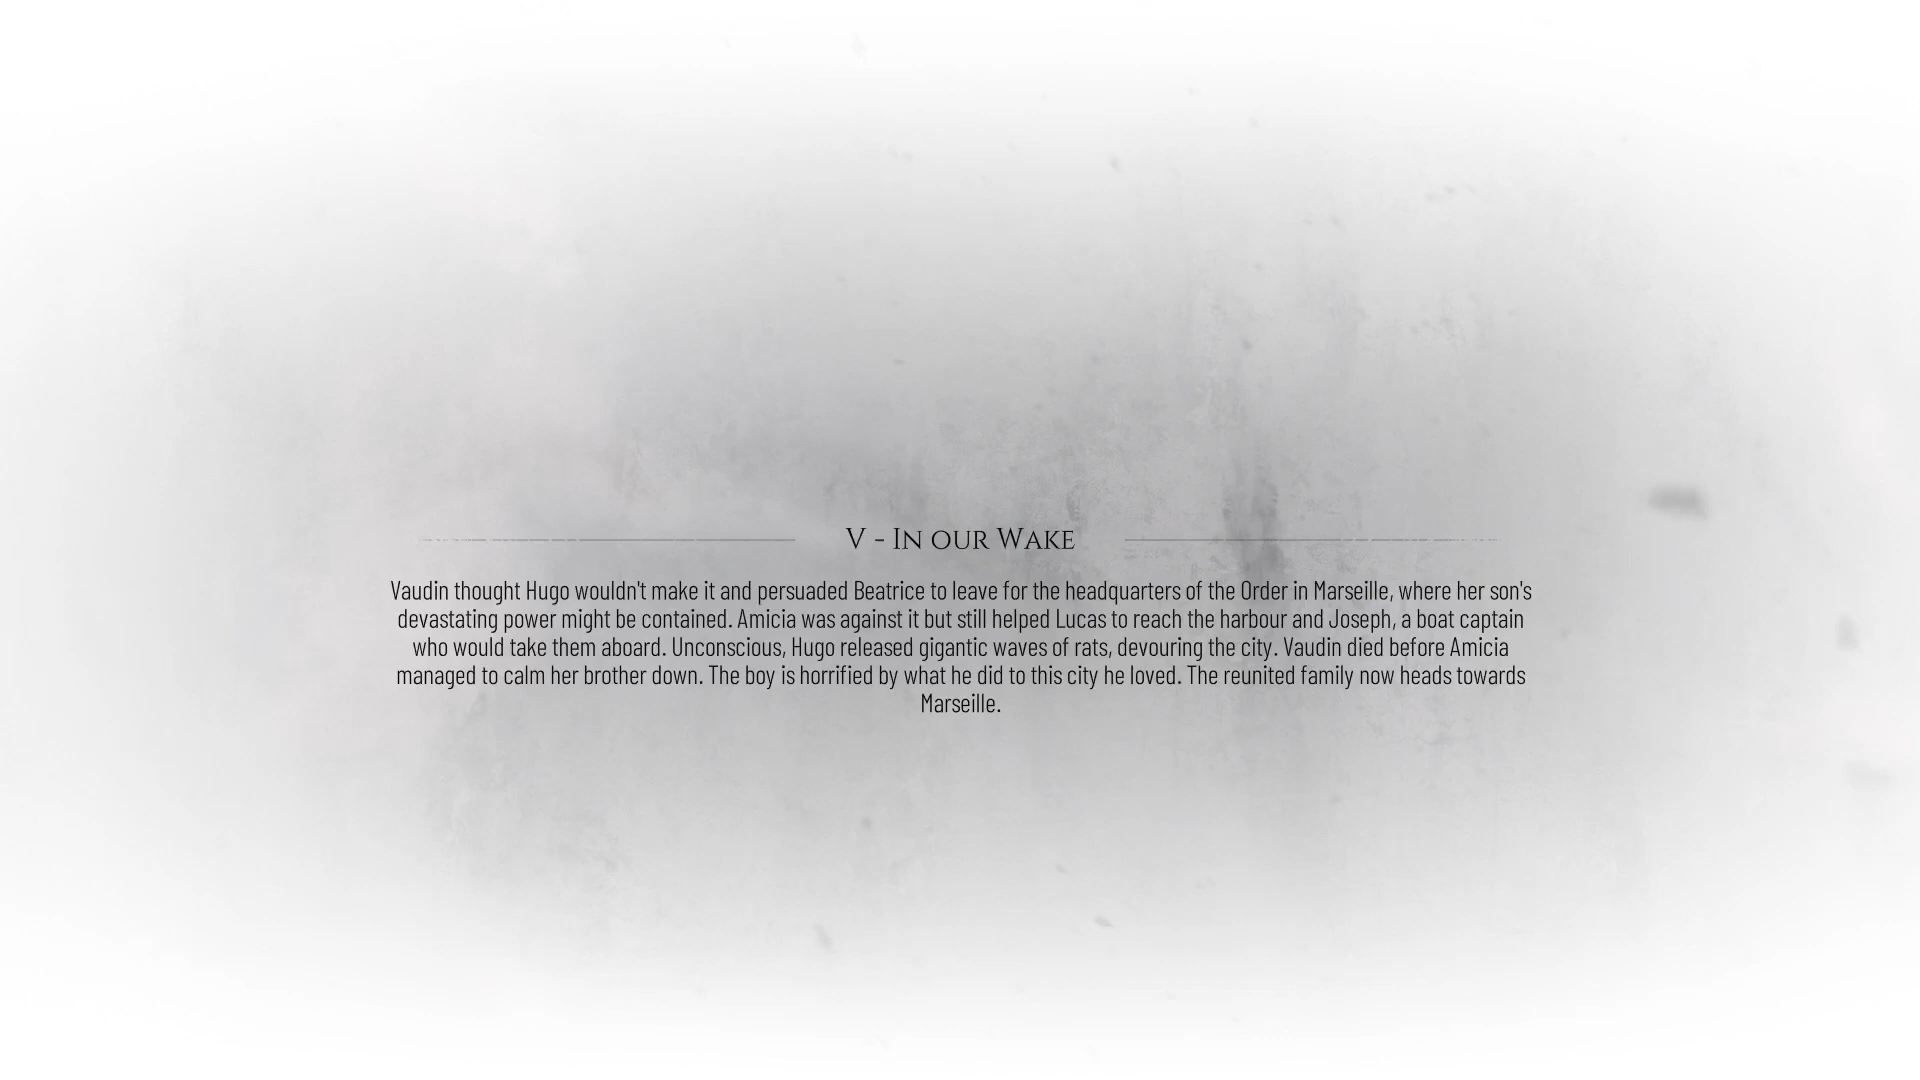 V - In our Wake
Vaudin thought Hugo wouldn't make it and persuaded Beatrice to leave for the headquarters of the Order in Marseille, where her son's
devastating power might be contained. Amicia was against it but still helped Lucas to reach the harbour and Joseph, a boat captain
who would take them aboard. Unconscious, Hugo released gigantic waves of rats, devouring the city. Vaudin died before Amicia
managed to calm her brother down. The boy is horrified by what he did to this city he loved. The reunited family now heads towards
Marseille.